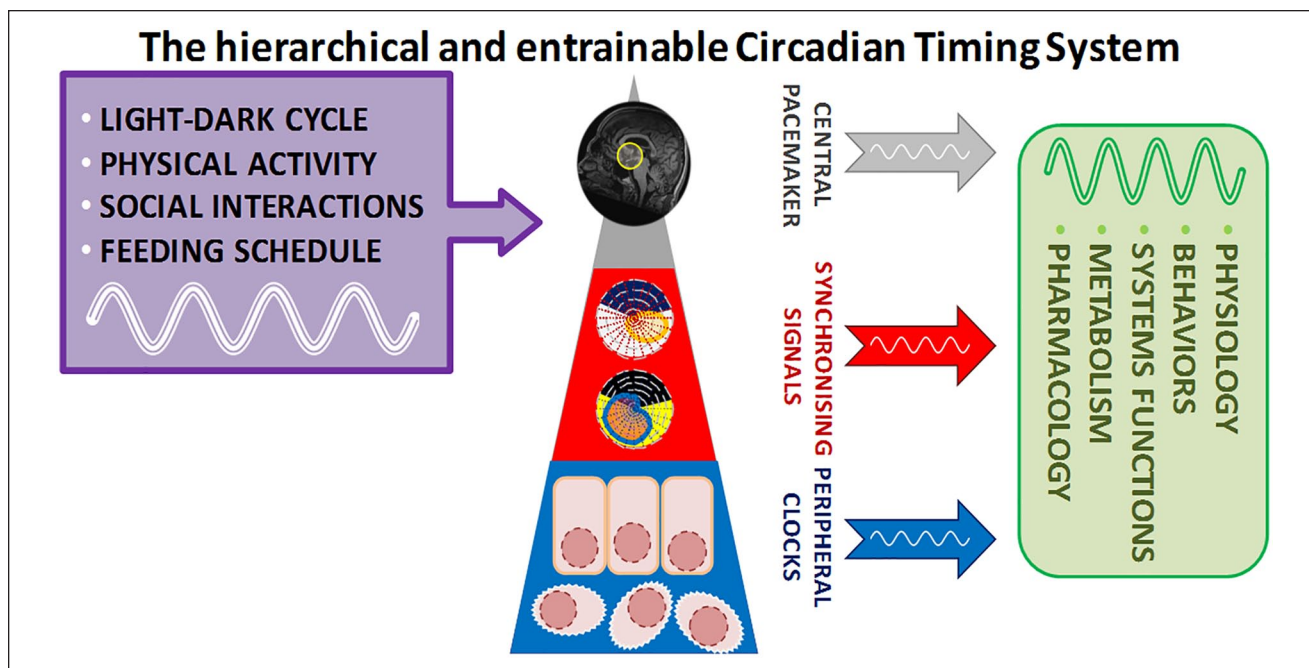 The hierarchical and entrainable Circadian Timing System
• LIGHT-DARK CYCLE
• PHYSICAL ACTIVITY
• SOCIAL INTERACTIONS
• FEEDING SCHEDULE
CENTRAL
PACEMAKER
SYNCHRONISING
SIGNALS
PERIPHERAL
CLOCKS
• PHYSIOLOGY
• BEHAVIORS
• SYSTEMS FUNCTIONS
• METABOLISM
• PHARMACOLOGY